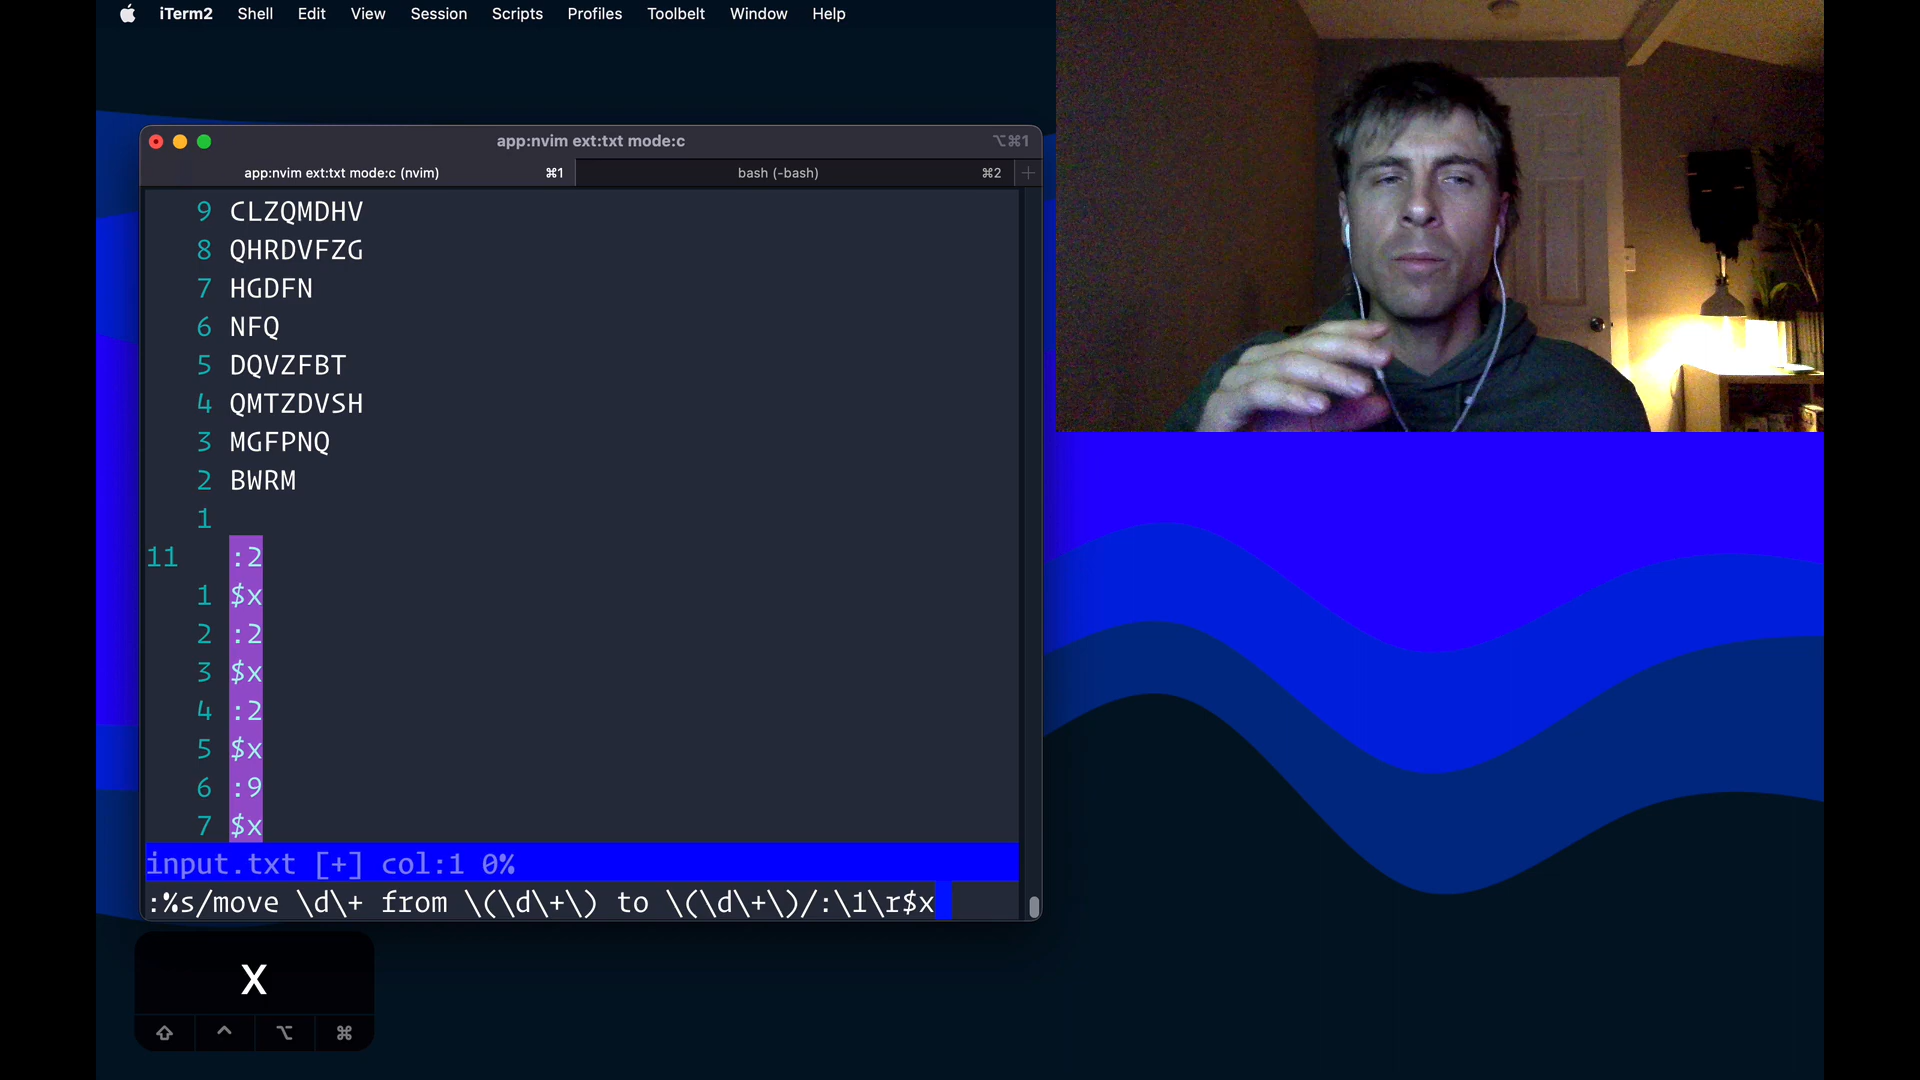 iTerm2 Shell Edit View Session Scripts Profiles Toolbelt Window Help
app:nvim ext:txt mode:c ⌥⌘1
app:nvim ext:txt mode:c (nvim) ⌘1 bash (-bash) ⌘2 +
9 CLZQMDHV
8 QHRDVFZG
7 HGDFN
6 NFQ
5 DQVZFBT
4 QMTZDVSH
3 MGFPNQ
2 BWRM
1
11 :2
1 $x
2 :2
3 $x
4 :2
5 $x
6 :9
7 $x
input.txt [+] col:1 0%
:%s/move \d\+ from \(\d\+\) to \(\d\+\)/:\1\r$x
X
⇧ ^ ⌥ ⌘